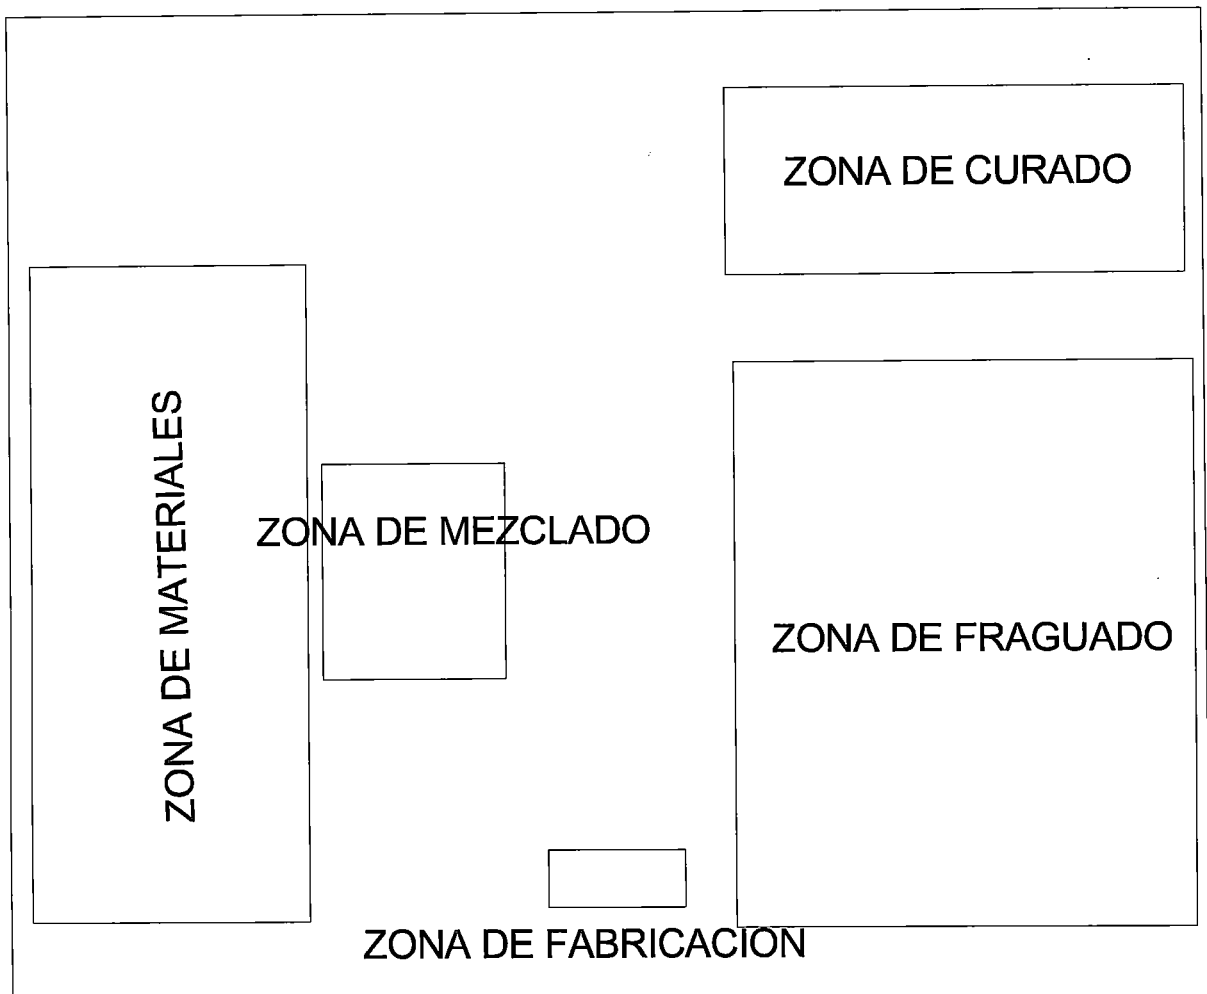 ZONA DE CURADO
ZONA DE MATERIALES
ZONA DE MEZCLADO
ZONA DE FRAGUADO
ZONA DE FABRICACION